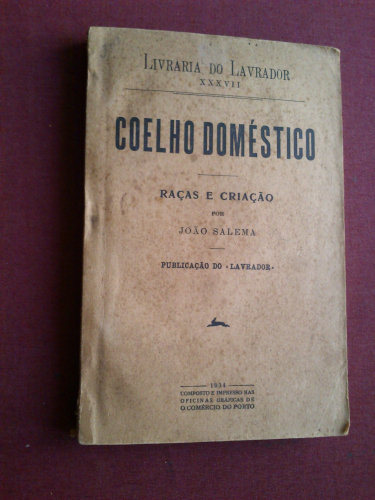 LIVRARIA DO LAVRADOR
XXXVII
COELHO DOMÉSTICO
RAÇAS E CRIAÇÃO
POR
JOÃO SALEMA
PUBLICAÇÃO DO «LAVRADOR»
1934
COMPOSTO E IMPRESSO NAS
OFICINAS GRÁFICAS DE
O COMÉRCIO DO PORTO